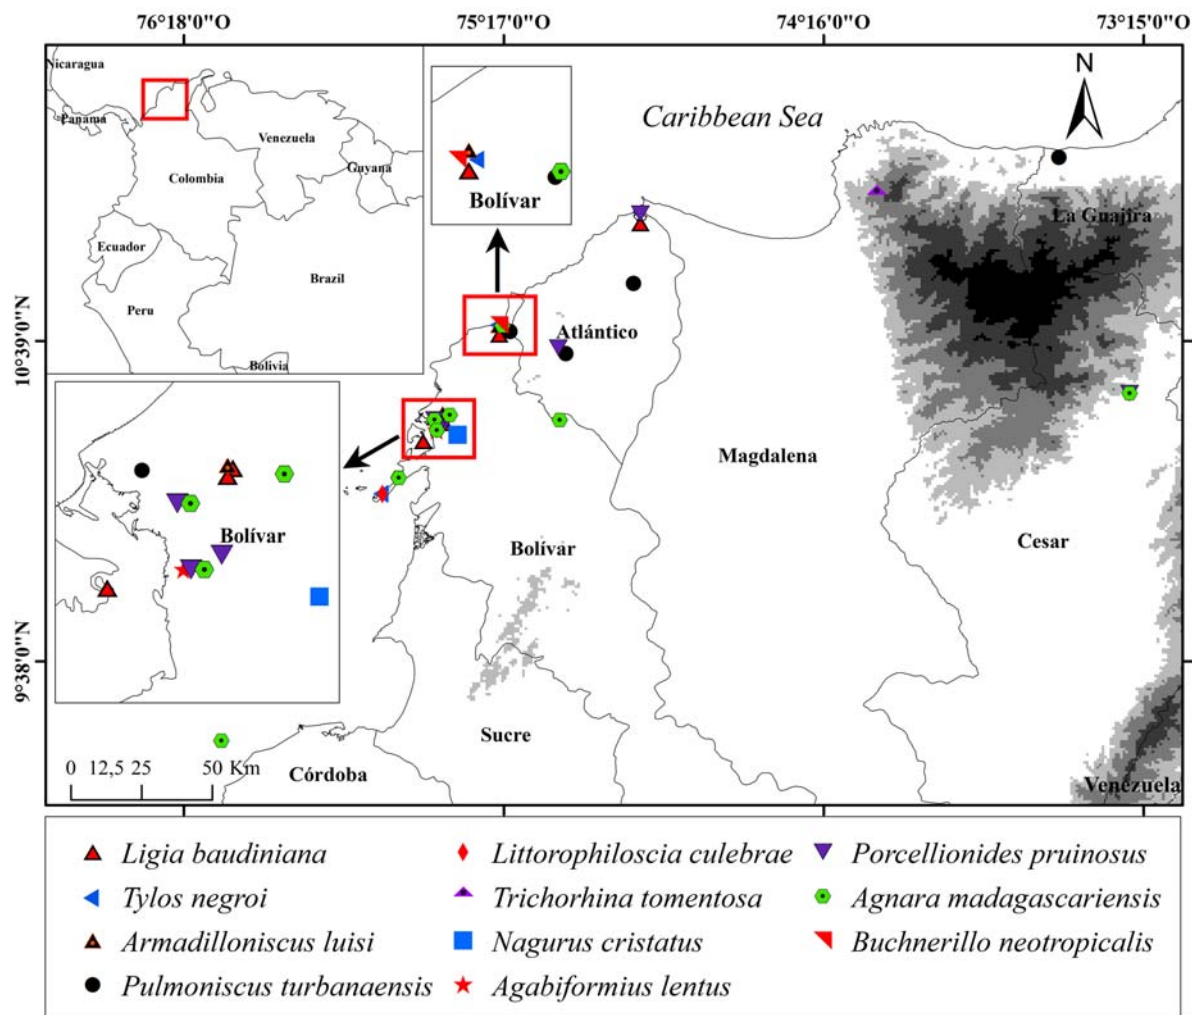 76°18'0"O 75°17'0"O 74°16'0"O 73°15'0"O
Nicaragua
Panama
Venezuela
Guyana
Colombia
Ecuador
Brazil
Peru
Bolivia
Bolívar
Caribbean Sea
N
La Guajira
10°39'0"N
Atlántico
Magdalena
Bolívar
Bolívar
Cesar
9°38'0"N
Sucre
Córdoba
Venezuela
0 12,5 25 50 Km
Ligia baudiniana
Tylos negroi
Armadilloniscus luisi
Pulmoniscus turbanaensis
Littorophiloscia culebrae
Trichorhina tomentosa
Nagurus cristatus
Agabiformius lentus
Porcellionides pruinosus
Agnara madagascariensis
Buchnerillo neotropicalis